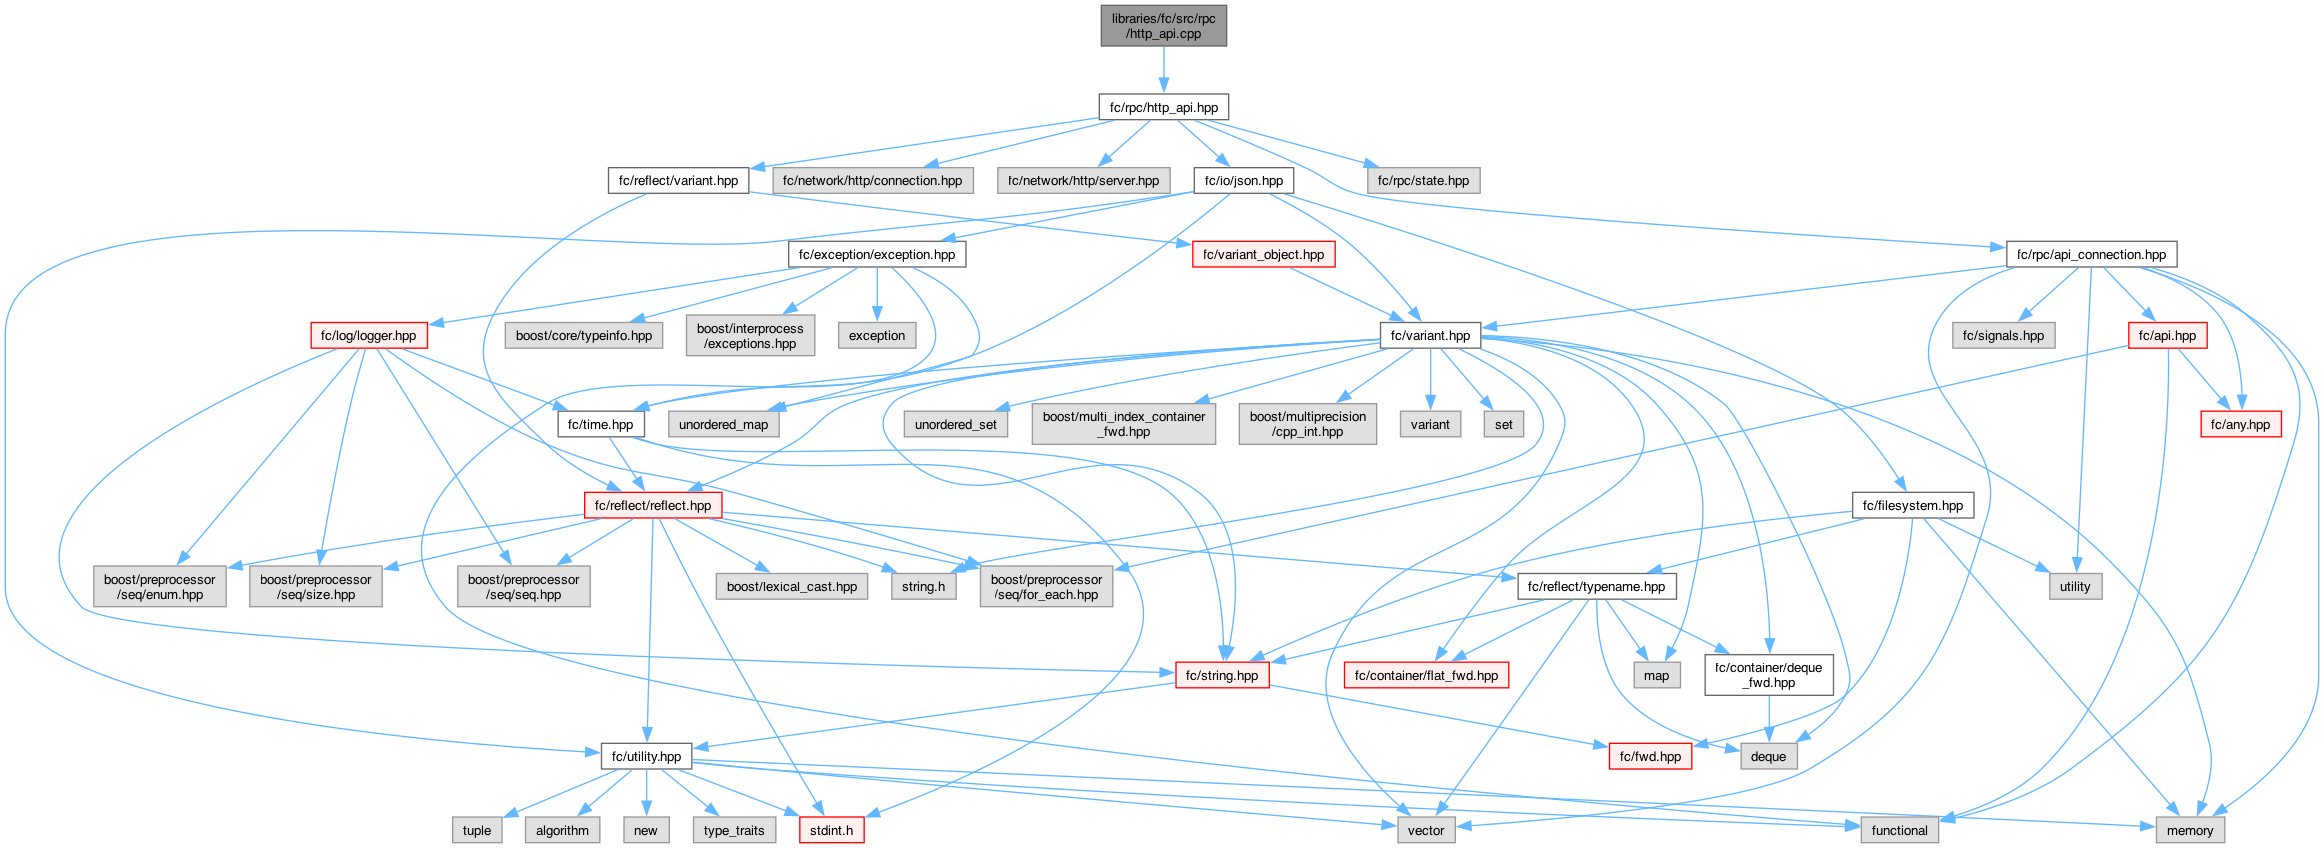 libraries/fc/src/rpc
/http_api.cpp
fc/rpc/http_api.hpp
fc/reflect/variant.hpp
fc/network/http/connection.hpp
fc/network/http/server.hpp
fc/io/json.hpp
fc/rpc/state.hpp
fc/exception/exception.hpp
fc/variant_object.hpp
fc/rpc/api_connection.hpp
fc/log/logger.hpp
boost/core/typeinfo.hpp
boost/interprocess
/exceptions.hpp
exception
fc/variant.hpp
fc/signals.hpp
fc/api.hpp
fc/time.hpp
unordered_map
unordered_set
boost/multi_index_container
_fwd.hpp
boost/multiprecision
/cpp_int.hpp
variant
set
fc/any.hpp
fc/reflect/reflect.hpp
fc/filesystem.hpp
boost/preprocessor
/seq/enum.hpp
boost/preprocessor
/seq/size.hpp
boost/preprocessor
/seq/seq.hpp
boost/lexical_cast.hpp
string.h
boost/preprocessor
/seq/for_each.hpp
fc/reflect/typename.hpp
utility
fc/string.hpp
fc/container/flat_fwd.hpp
map
fc/container/deque
_fwd.hpp
fc/utility.hpp
fc/fwd.hpp
deque
tuple
algorithm
new
type_traits
stdint.h
vector
functional
memory